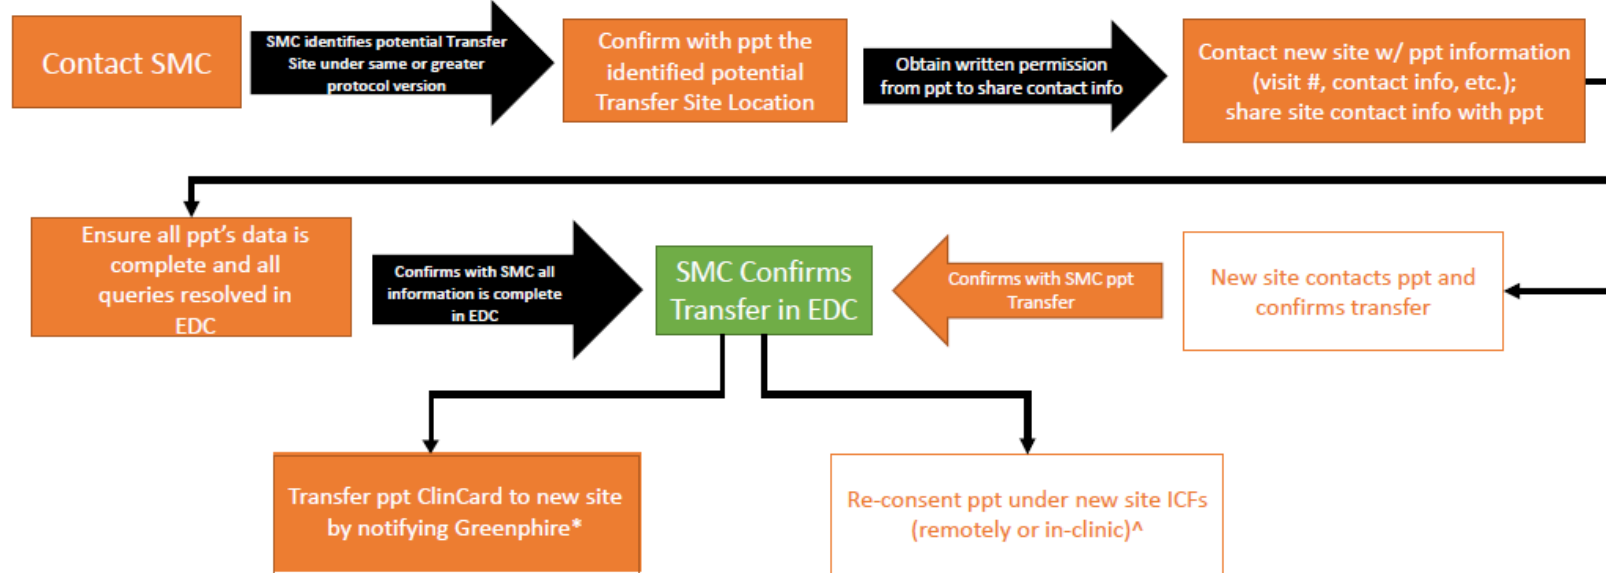 Contact SMC
SMC identifies potential Transfer
Site under same or greater
protocol version
Confirm with ppt the
identified potential
Transfer Site Location
Obtain written permission
from ppt to share contact info
Contact new site w/ ppt information
(visit #, contact info, etc.);
share site contact info with ppt
Ensure all ppt's data is
complete and all
queries resolved in
EDC
Confirms with SMC all
information is complete
in EDC
SMC Confirms
Transfer in EDC
Confirms with SMC ppt
Transfer
New site contacts ppt and
confirms transfer
Transfer ppt ClinCard to new site
by notifying Greenphire*
Re-consent ppt under new site ICFs
(remotely or in-clinic)^